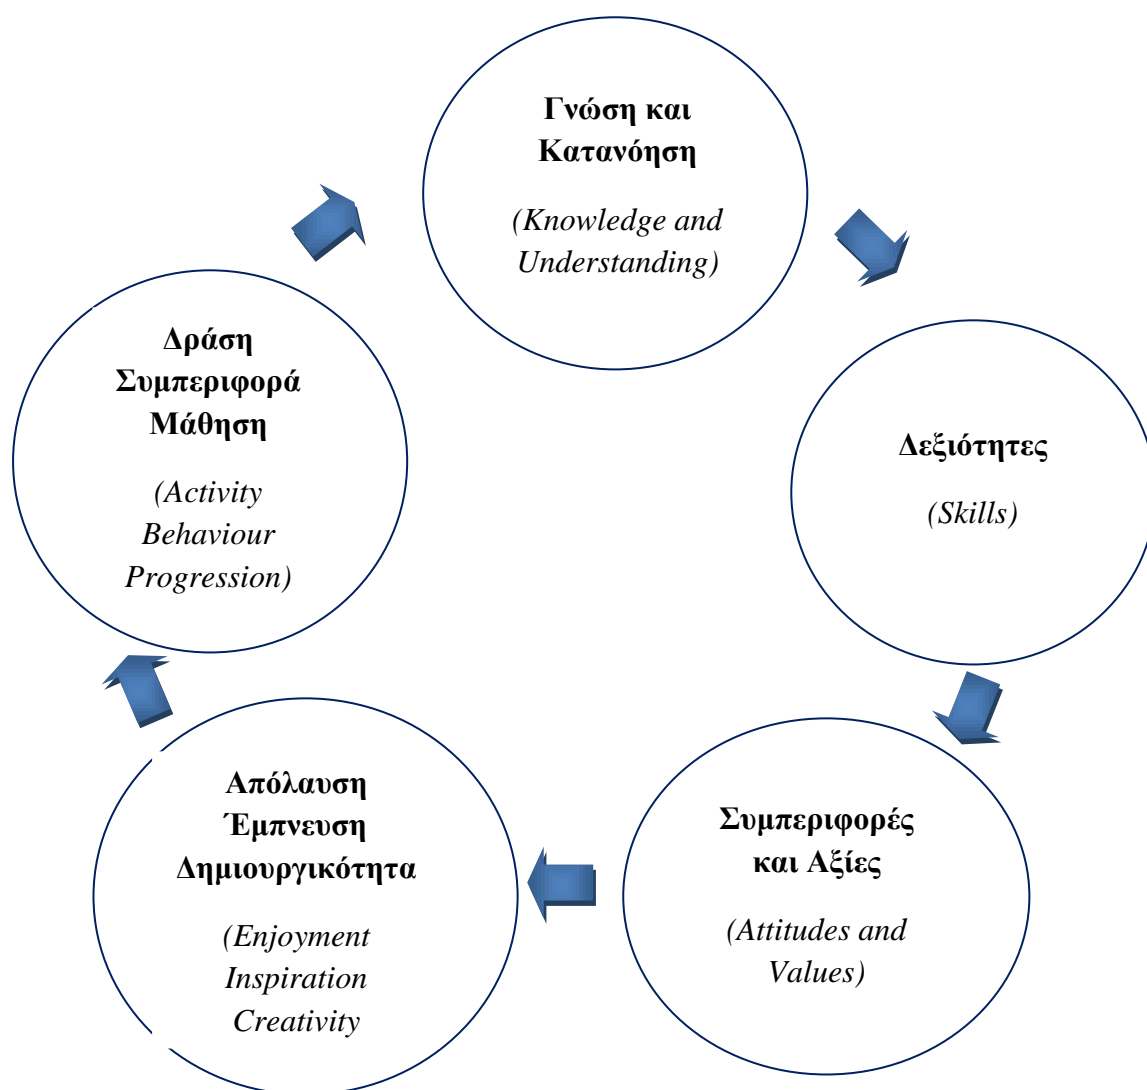 Γνώση και
Κατανόηση
(Knowledge and
Understanding)
Δεξιότητες
(Skills)
Συμπεριφορές
και Αξίες
(Attitudes and
Values)
Απόλαυση
Έμπνευση
Δημιουργικότητα
(Enjoyment
Inspiration
Creativity
Δράση
Συμπεριφορά
Μάθηση
(Activity
Behaviour
Progression)